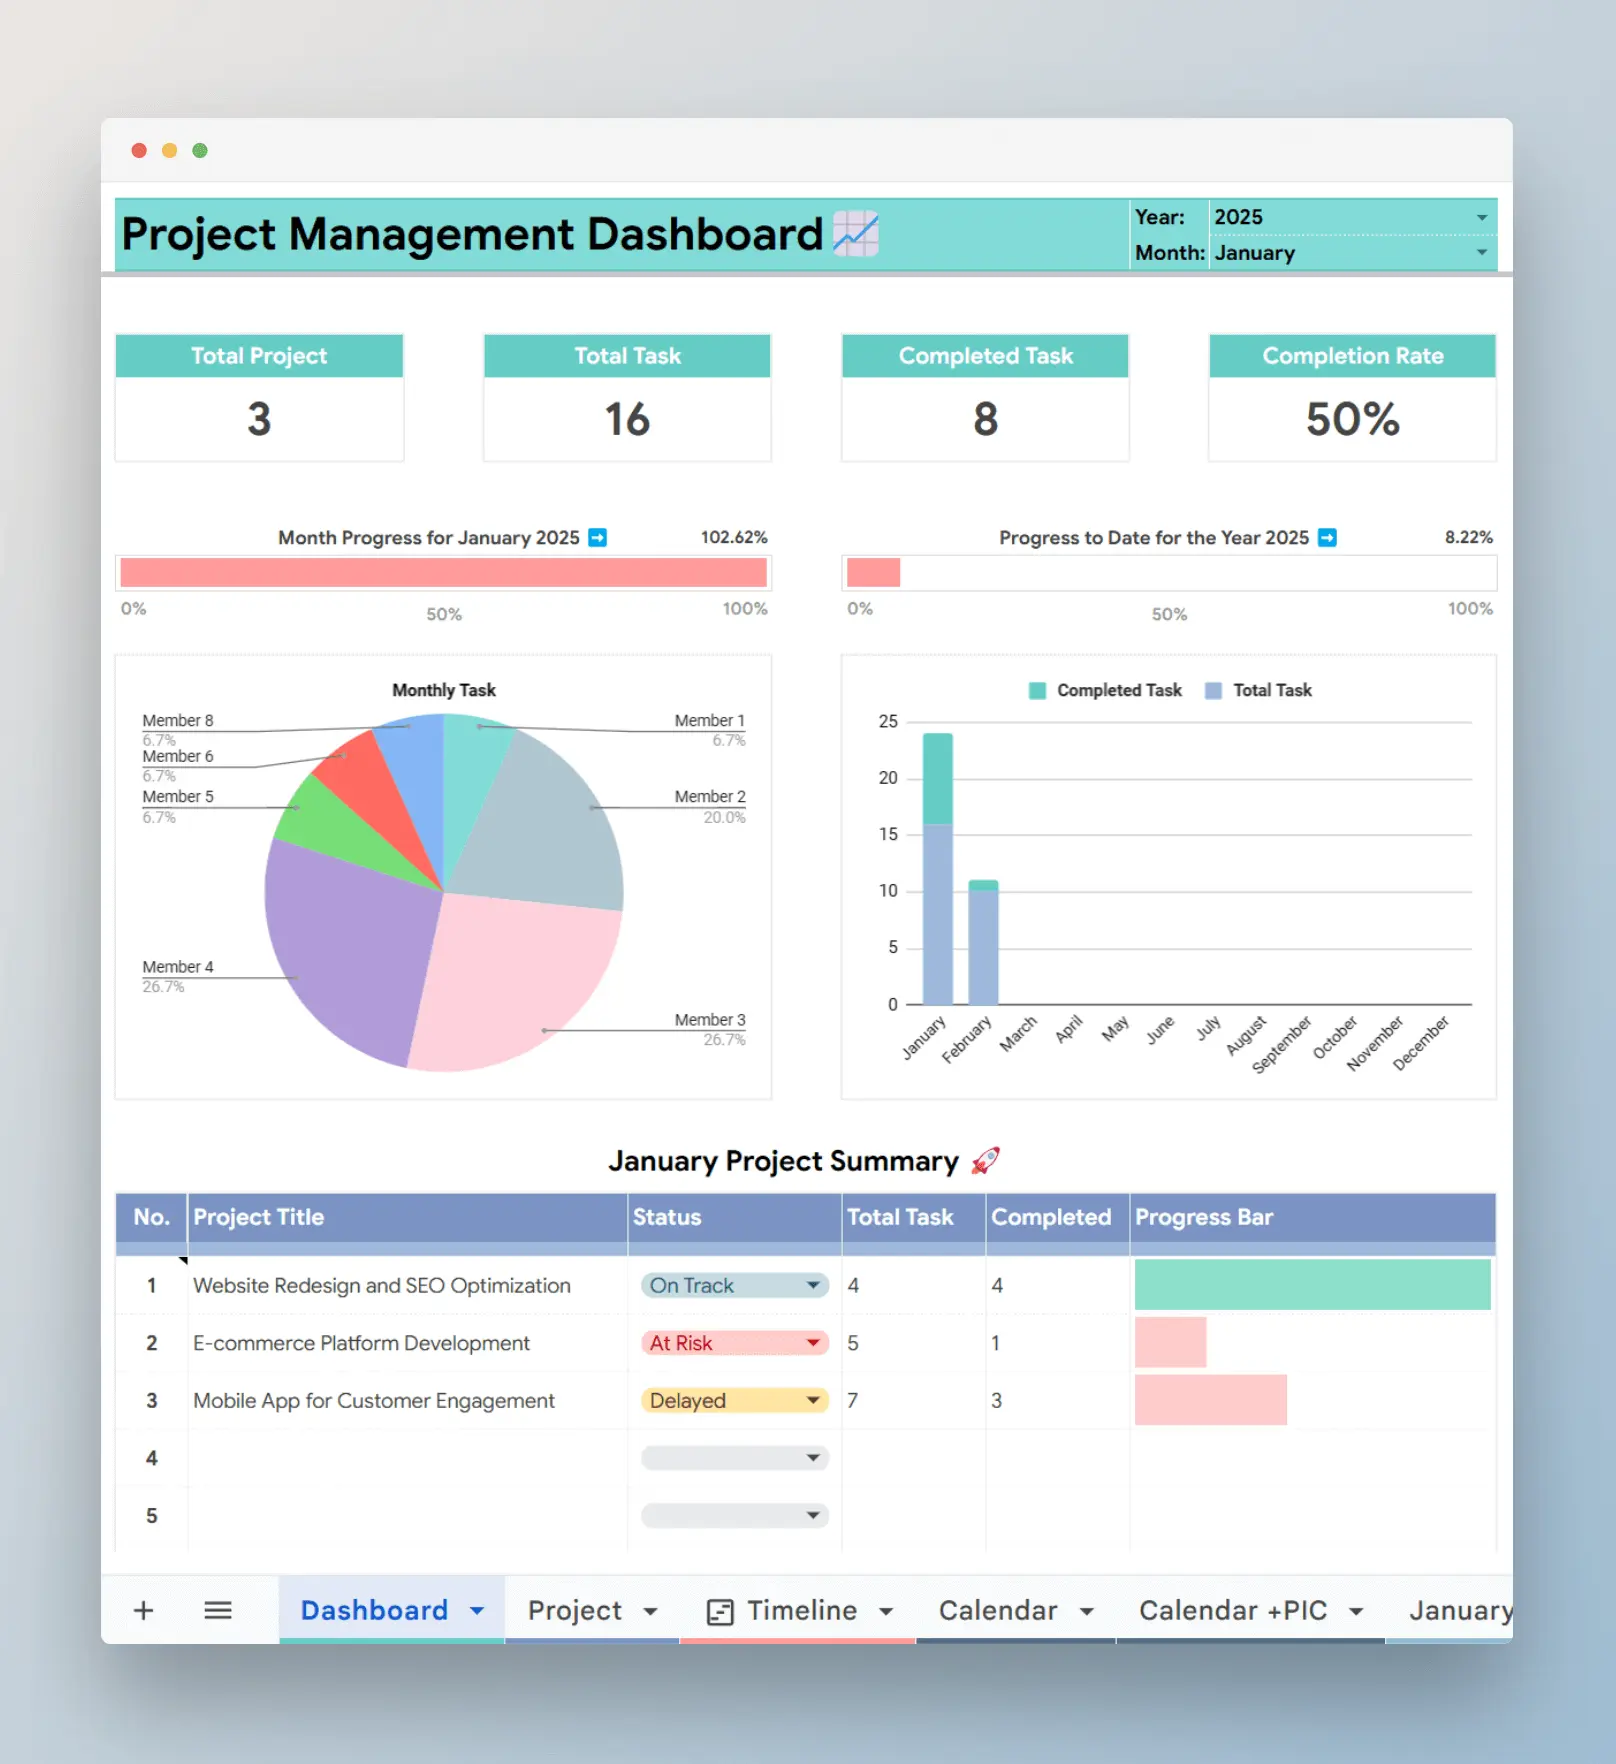 Project Management Dashboard
Year: 2025
Month: January
Total Project
3
Total Task
16
Completed Task
8
Completion Rate
50%
Month Progress for January 2025 102.62%
0% 50% 100%
Progress to Date for the Year 2025 8.22%
0% 50% 100%
Monthly Task
Member 8
6.7%
Member 6
6.7%
Member 5
6.7%
Member 4
26.7%
Member 1
6.7%
Member 2
20.0%
Member 3
26.7%
Completed Task Total Task
25
20
15
10
5
0
January February March April May June July August September October November December
January Project Summary
No. Project Title Status Total Task Completed Progress Bar
1 Website Redesign and SEO Optimization On Track 4 4
2 E-commerce Platform Development At Risk 5 1
3 Mobile App for Customer Engagement Delayed 7 3
4
5
Dashboard Project Timeline Calendar Calendar +PIC January